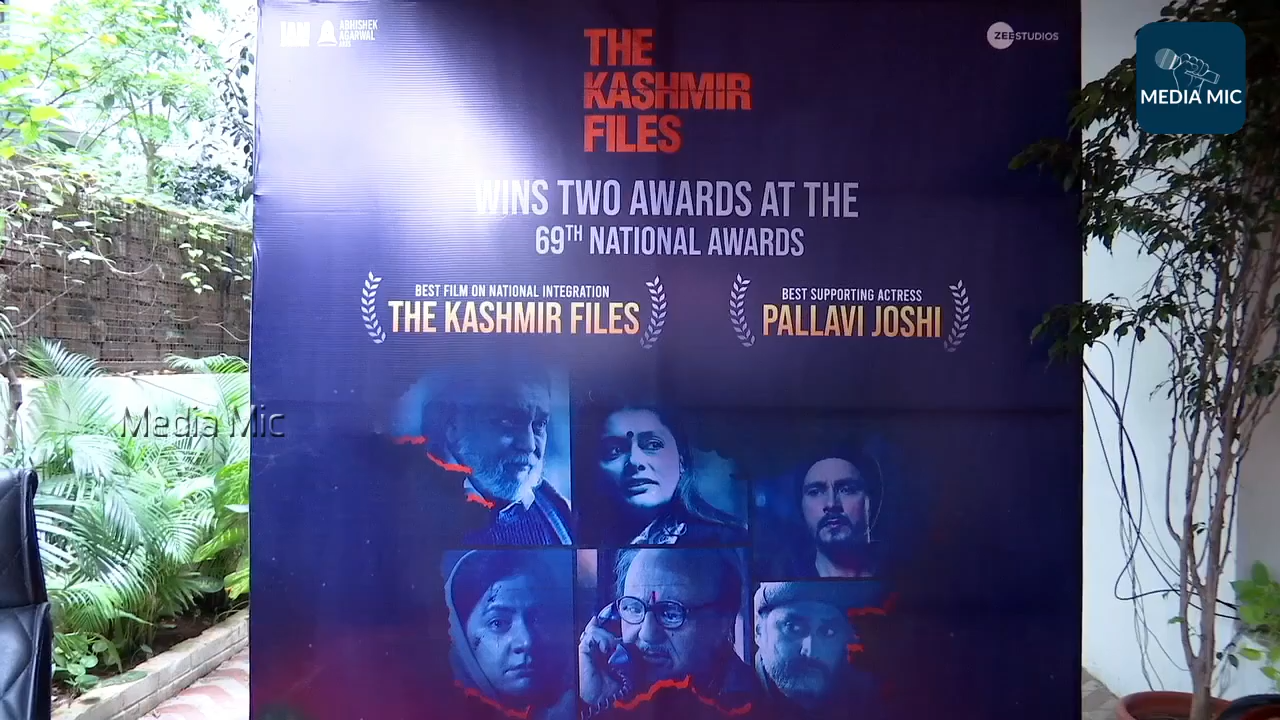 ABHISHEK
AGARWAL
ARTS
THE
KASHMIR
FILES
ZEE STUDIOS
MEDIA MIC
WINS TWO AWARDS AT THE
69TH NATIONAL AWARDS
BEST FILM ON NATIONAL INTEGRATION
THE KASHMIR FILES
BEST SUPPORTING ACTRESS
PALLAVI JOSHI
Media Mic